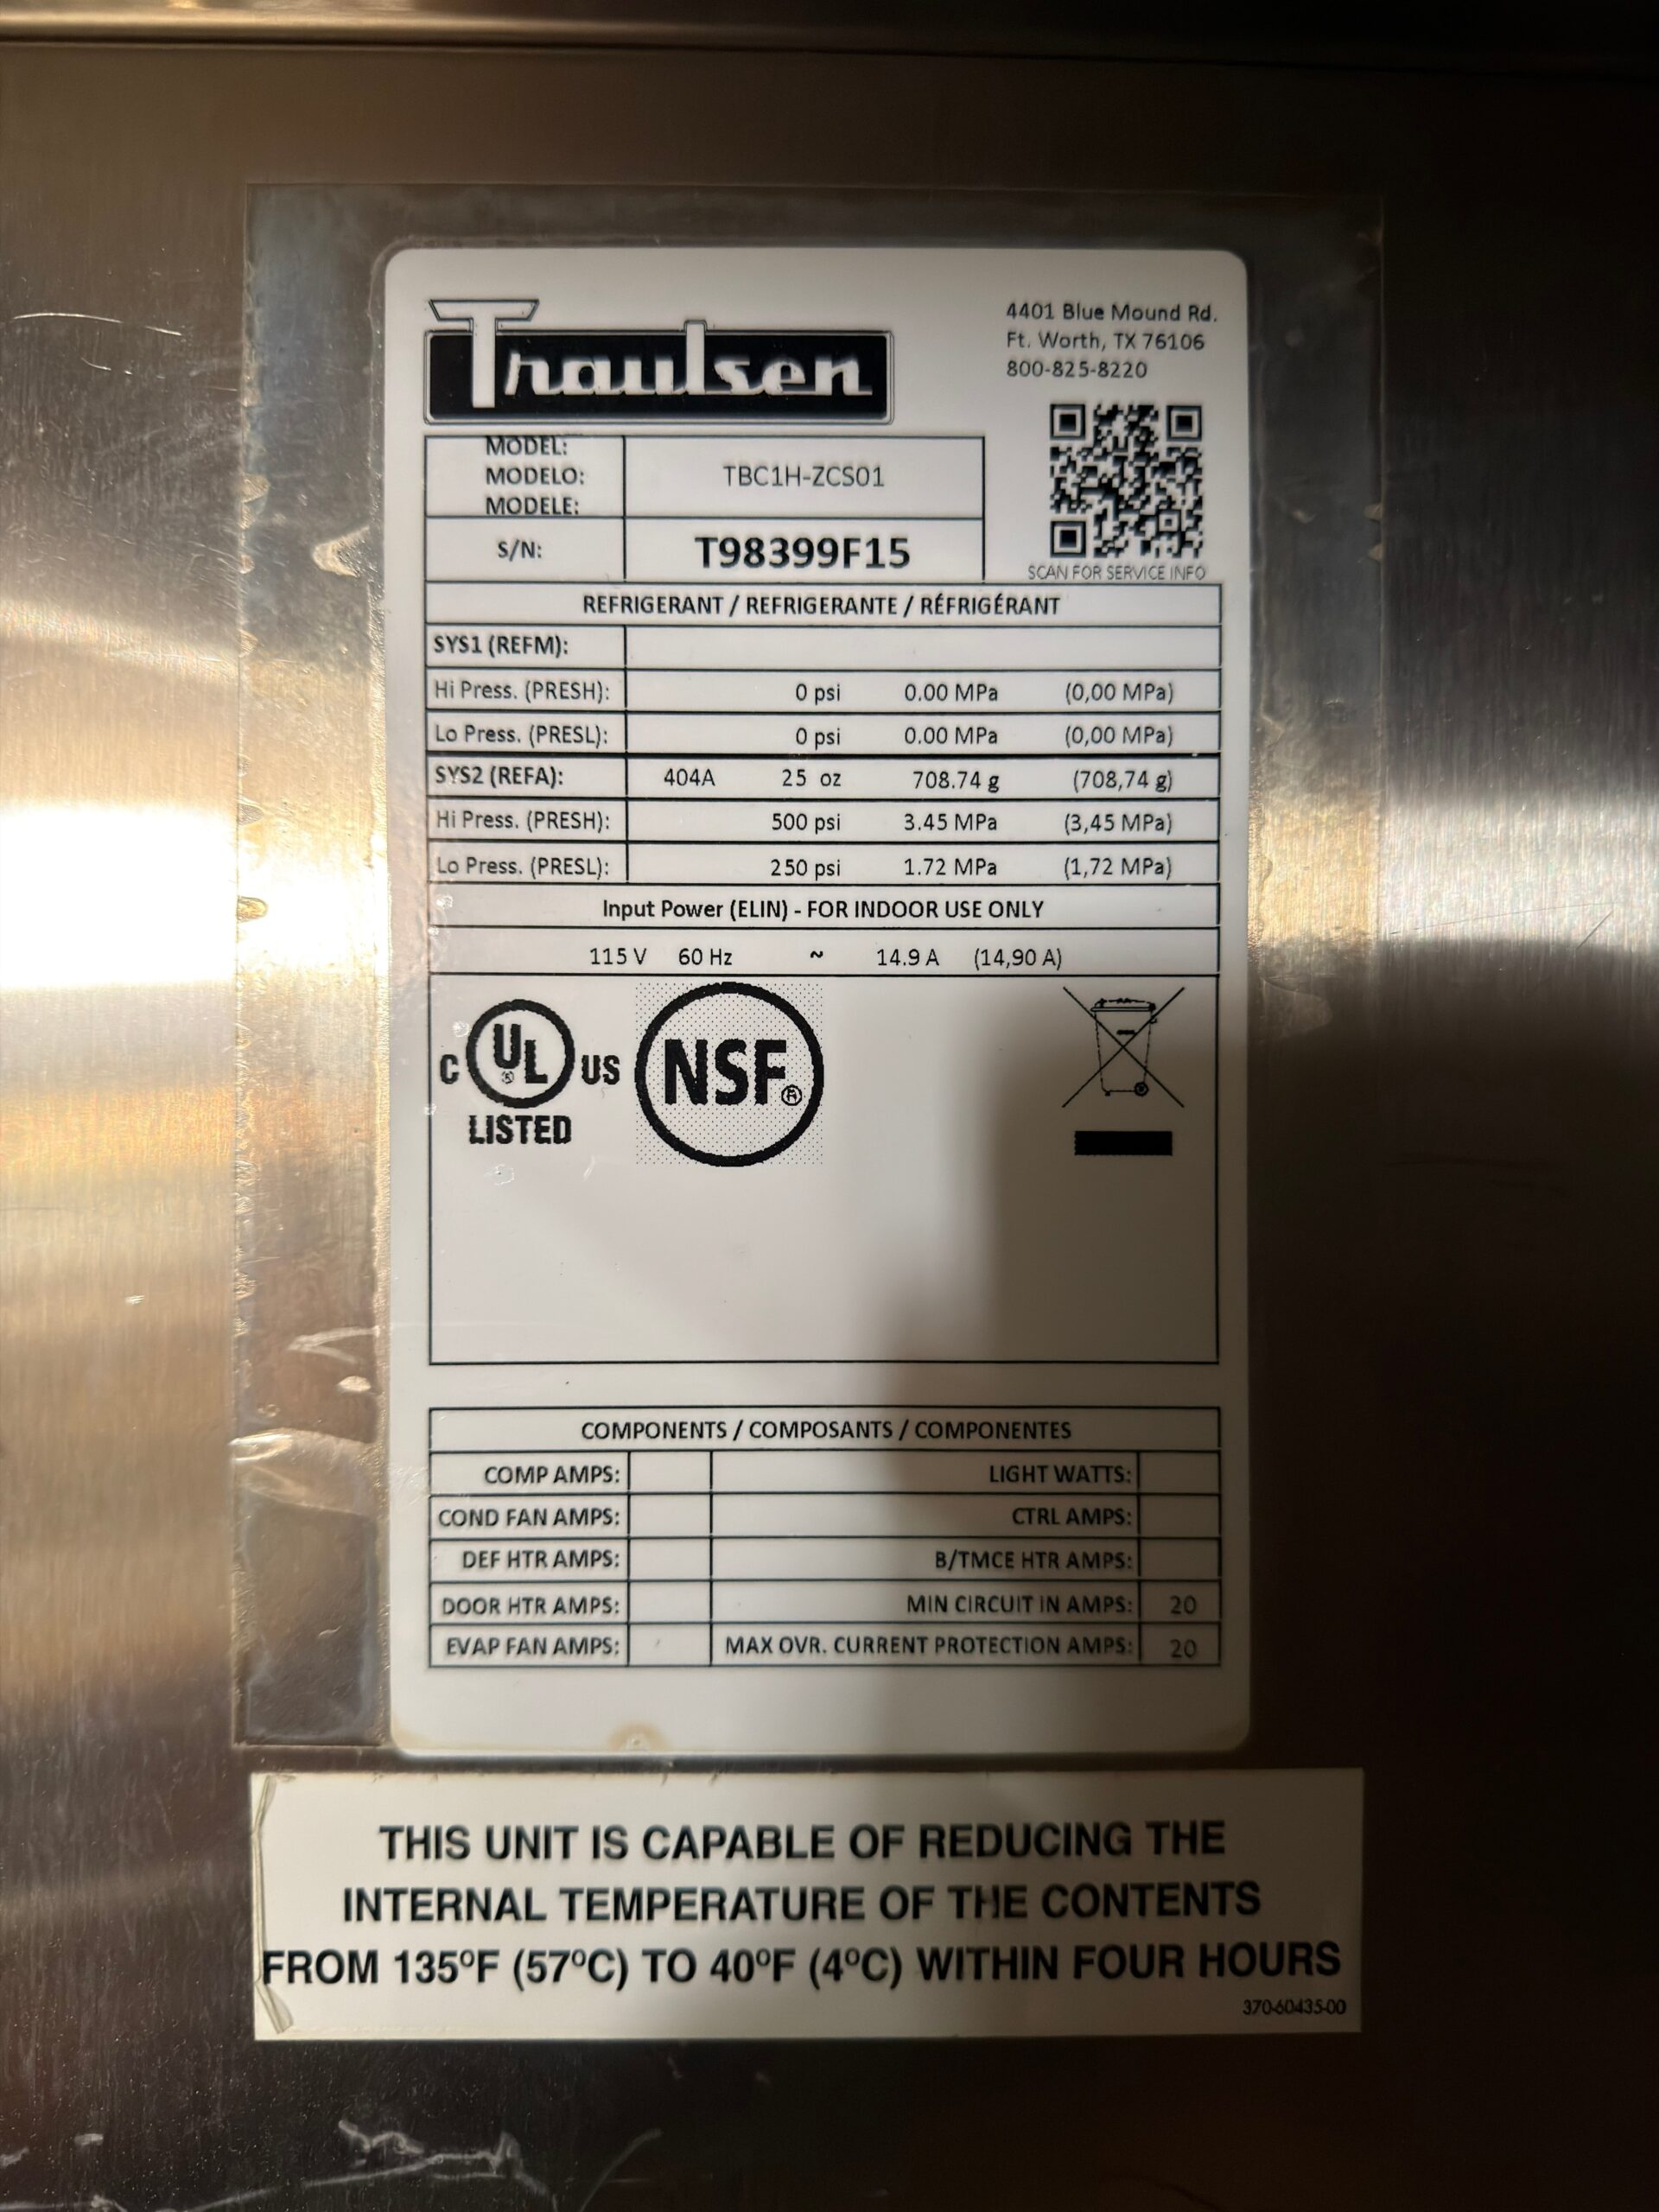 Traulsen
4401 Blue Mound Rd.
Ft. Worth, TX 76106
800-825-8220
MODEL:
MODELO:
MODELE:
TBC1H-ZCS01
S/N:
T98399F15
SCAN FOR SERVICE INFO
REFRIGERANT / REFRIGERANTE / RÉFRIGÉRANT
SYS1 (REFM):
Hi Press. (PRESH): 0 psi 0.00 MPa (0,00 MPa)
Lo Press. (PRESL): 0 psi 0.00 MPa (0,00 MPa)
SYS2 (REFA): 404A 25 oz 708.74 g (708,74 g)
Hi Press. (PRESH): 500 psi 3.45 MPa (3,45 MPa)
Lo Press. (PRESL): 250 psi 1.72 MPa (1,72 MPa)
Input Power (ELIN) - FOR INDOOR USE ONLY
115 V 60 Hz ~ 14.9 A (14,90 A)
C UL ® US
LISTED
NSF®
COMPONENTS / COMPOSANTS / COMPONENTES
COMP AMPS: LIGHT WATTS:
COND FAN AMPS: CTRL AMPS:
DEF HTR AMPS: B/TMCE HTR AMPS:
DOOR HTR AMPS: MIN CIRCUIT IN AMPS: 20
EVAP FAN AMPS: MAX OVR. CURRENT PROTECTION AMPS: 20
THIS UNIT IS CAPABLE OF REDUCING THE
INTERNAL TEMPERATURE OF THE CONTENTS
FROM 135ºF (57ºC) TO 40ºF (4ºC) WITHIN FOUR HOURS
370-60435-00